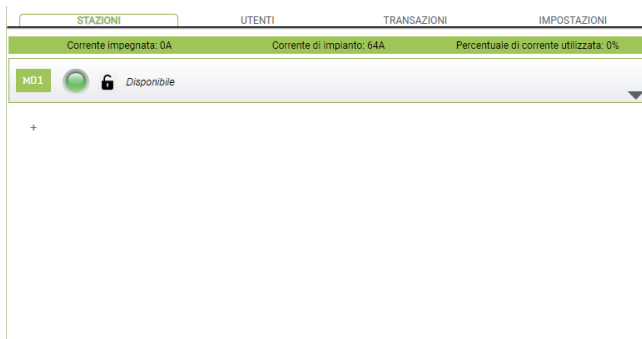 STAZIONI UTENTI TRANSAZIONI IMPOSTAZIONI
Corrente impegnata: 0A Corrente di impianto: 64A Percentuale di corrente utilizzata: 0%
M01 Disponibile
+